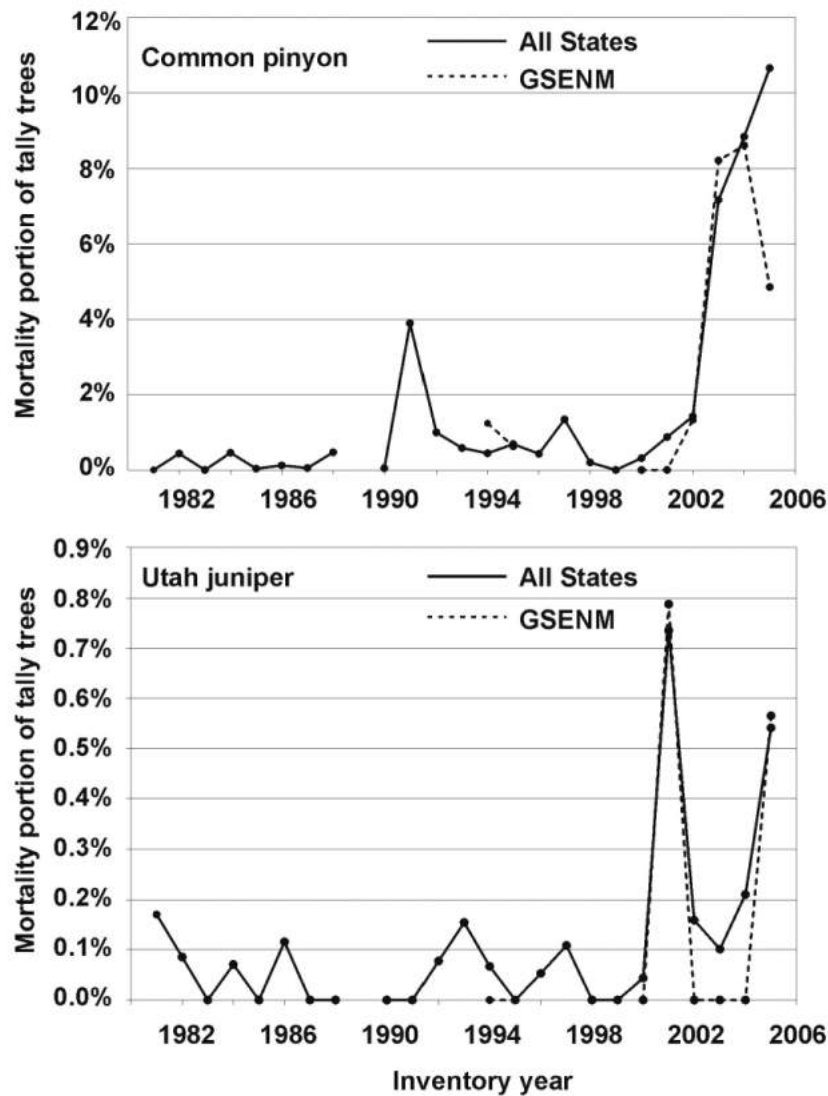 12%
Common pinyon
All States
GSENM
10%
8%
6%
4%
2%
0%
Mortality portion of tally trees
1982 1986 1990 1994 1998 2002 2006
0.9%
Utah juniper
All States
GSENM
0.8%
0.7%
0.6%
0.5%
0.4%
0.3%
0.2%
0.1%
0.0%
Mortality portion of tally trees
1982 1986 1990 1994 1998 2002 2006
Inventory year